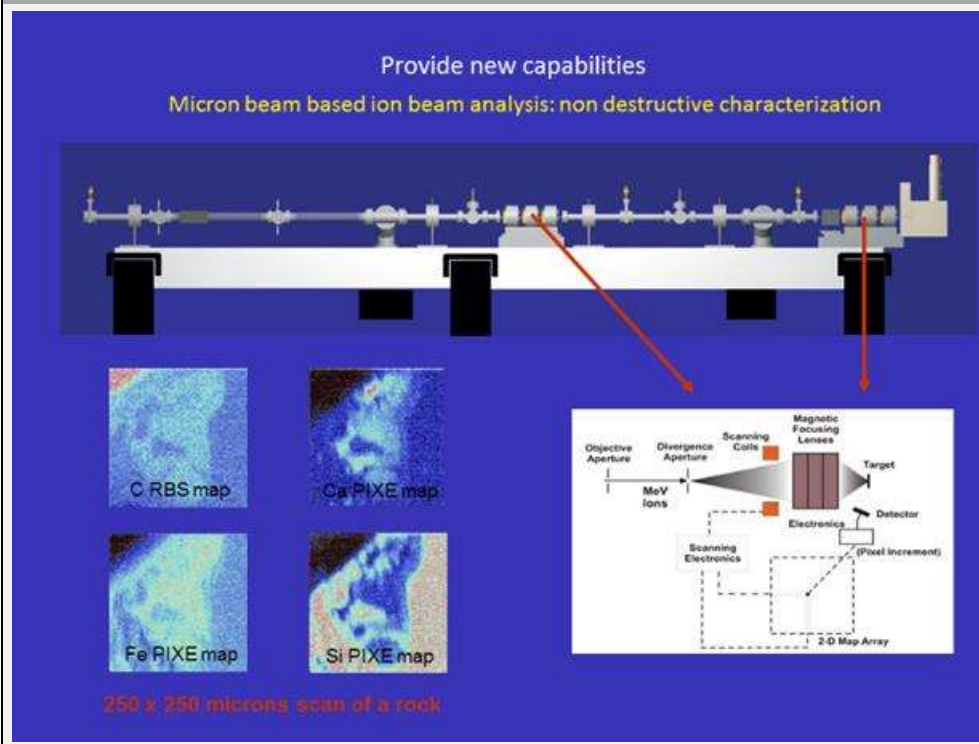 Provide new capabilities
Micron beam based ion beam analysis: non destructive characterization
C RBS map
Ca PIXE map
Fe PIXE map
Si PIXE map
250 x 250 microns scan of a rock
Objective
Aperture
Divergence
Aperture
Scanning
Coils
Magnetic
Focusing
Lenses
Target
MeV
Ions
Detector
Electronics
(Pixel Increment)
Scanning
Electronics
2-D Map Array